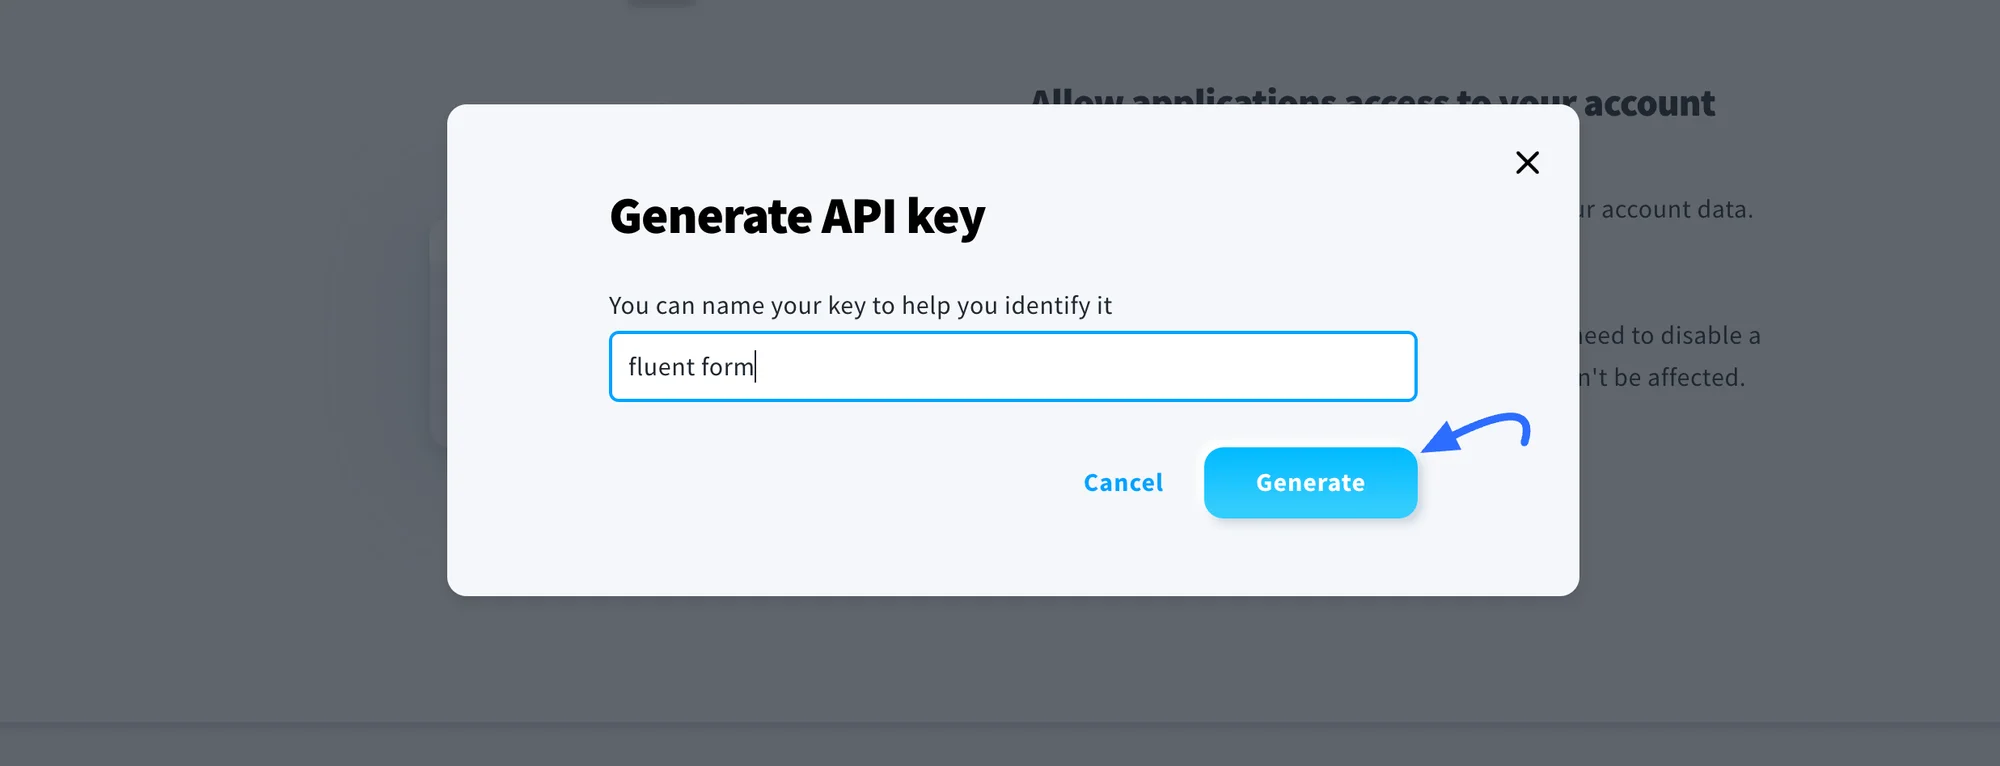 Allow applications access to your account
Generate API key
ur account data.
You can name your key to help you identify it
need to disable a
fluent form
n't be affected.
Cancel
Generate